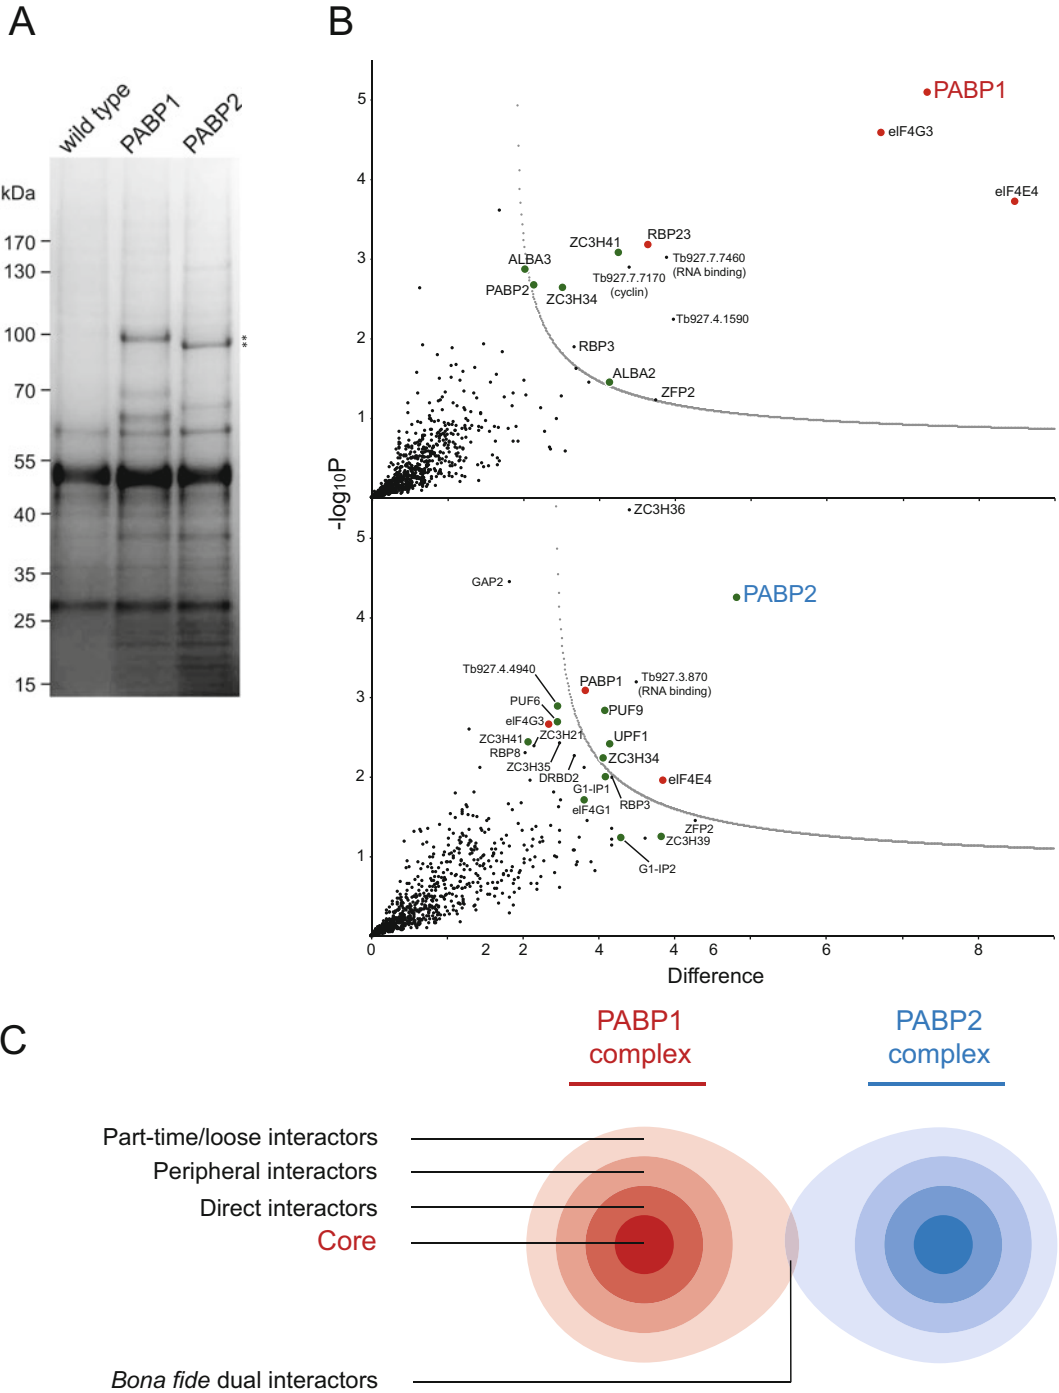 A
wild type
PABP1
PABP2
kDa
170
130
100
70
55
40
35
25
15
**
B
-log10P
5
4
3
2
1
PABP1
eIF4G3
eIF4E4
RBP23
ZC3H41
Tb927.7.7460
(RNA binding)
Tb927.7.7170
(cyclin)
ALBA3
PABP2
ZC3H34
Tb927.4.1590
RBP3
ALBA2
ZFP2
5
4
3
2
1
ZC3H36
GAP2
PABP2
Tb927.4.4940
PABP1
Tb927.3.870
(RNA binding)
PUF6
PUF9
eIF4G3
ZC3H21
UPF1
ZC3H41
RBP8
ZC3H34
ZC3H35
DRBD2
eIF4E4
G1-IP1
RBP3
eIF4G1
ZFP2
ZC3H39
G1-IP2
0 2 2 4 4 6 6 8
Difference
C
PABP1
complex
PABP2
complex
Part-time/loose interactors
Peripheral interactors
Direct interactors
Core
Bona fide dual interactors